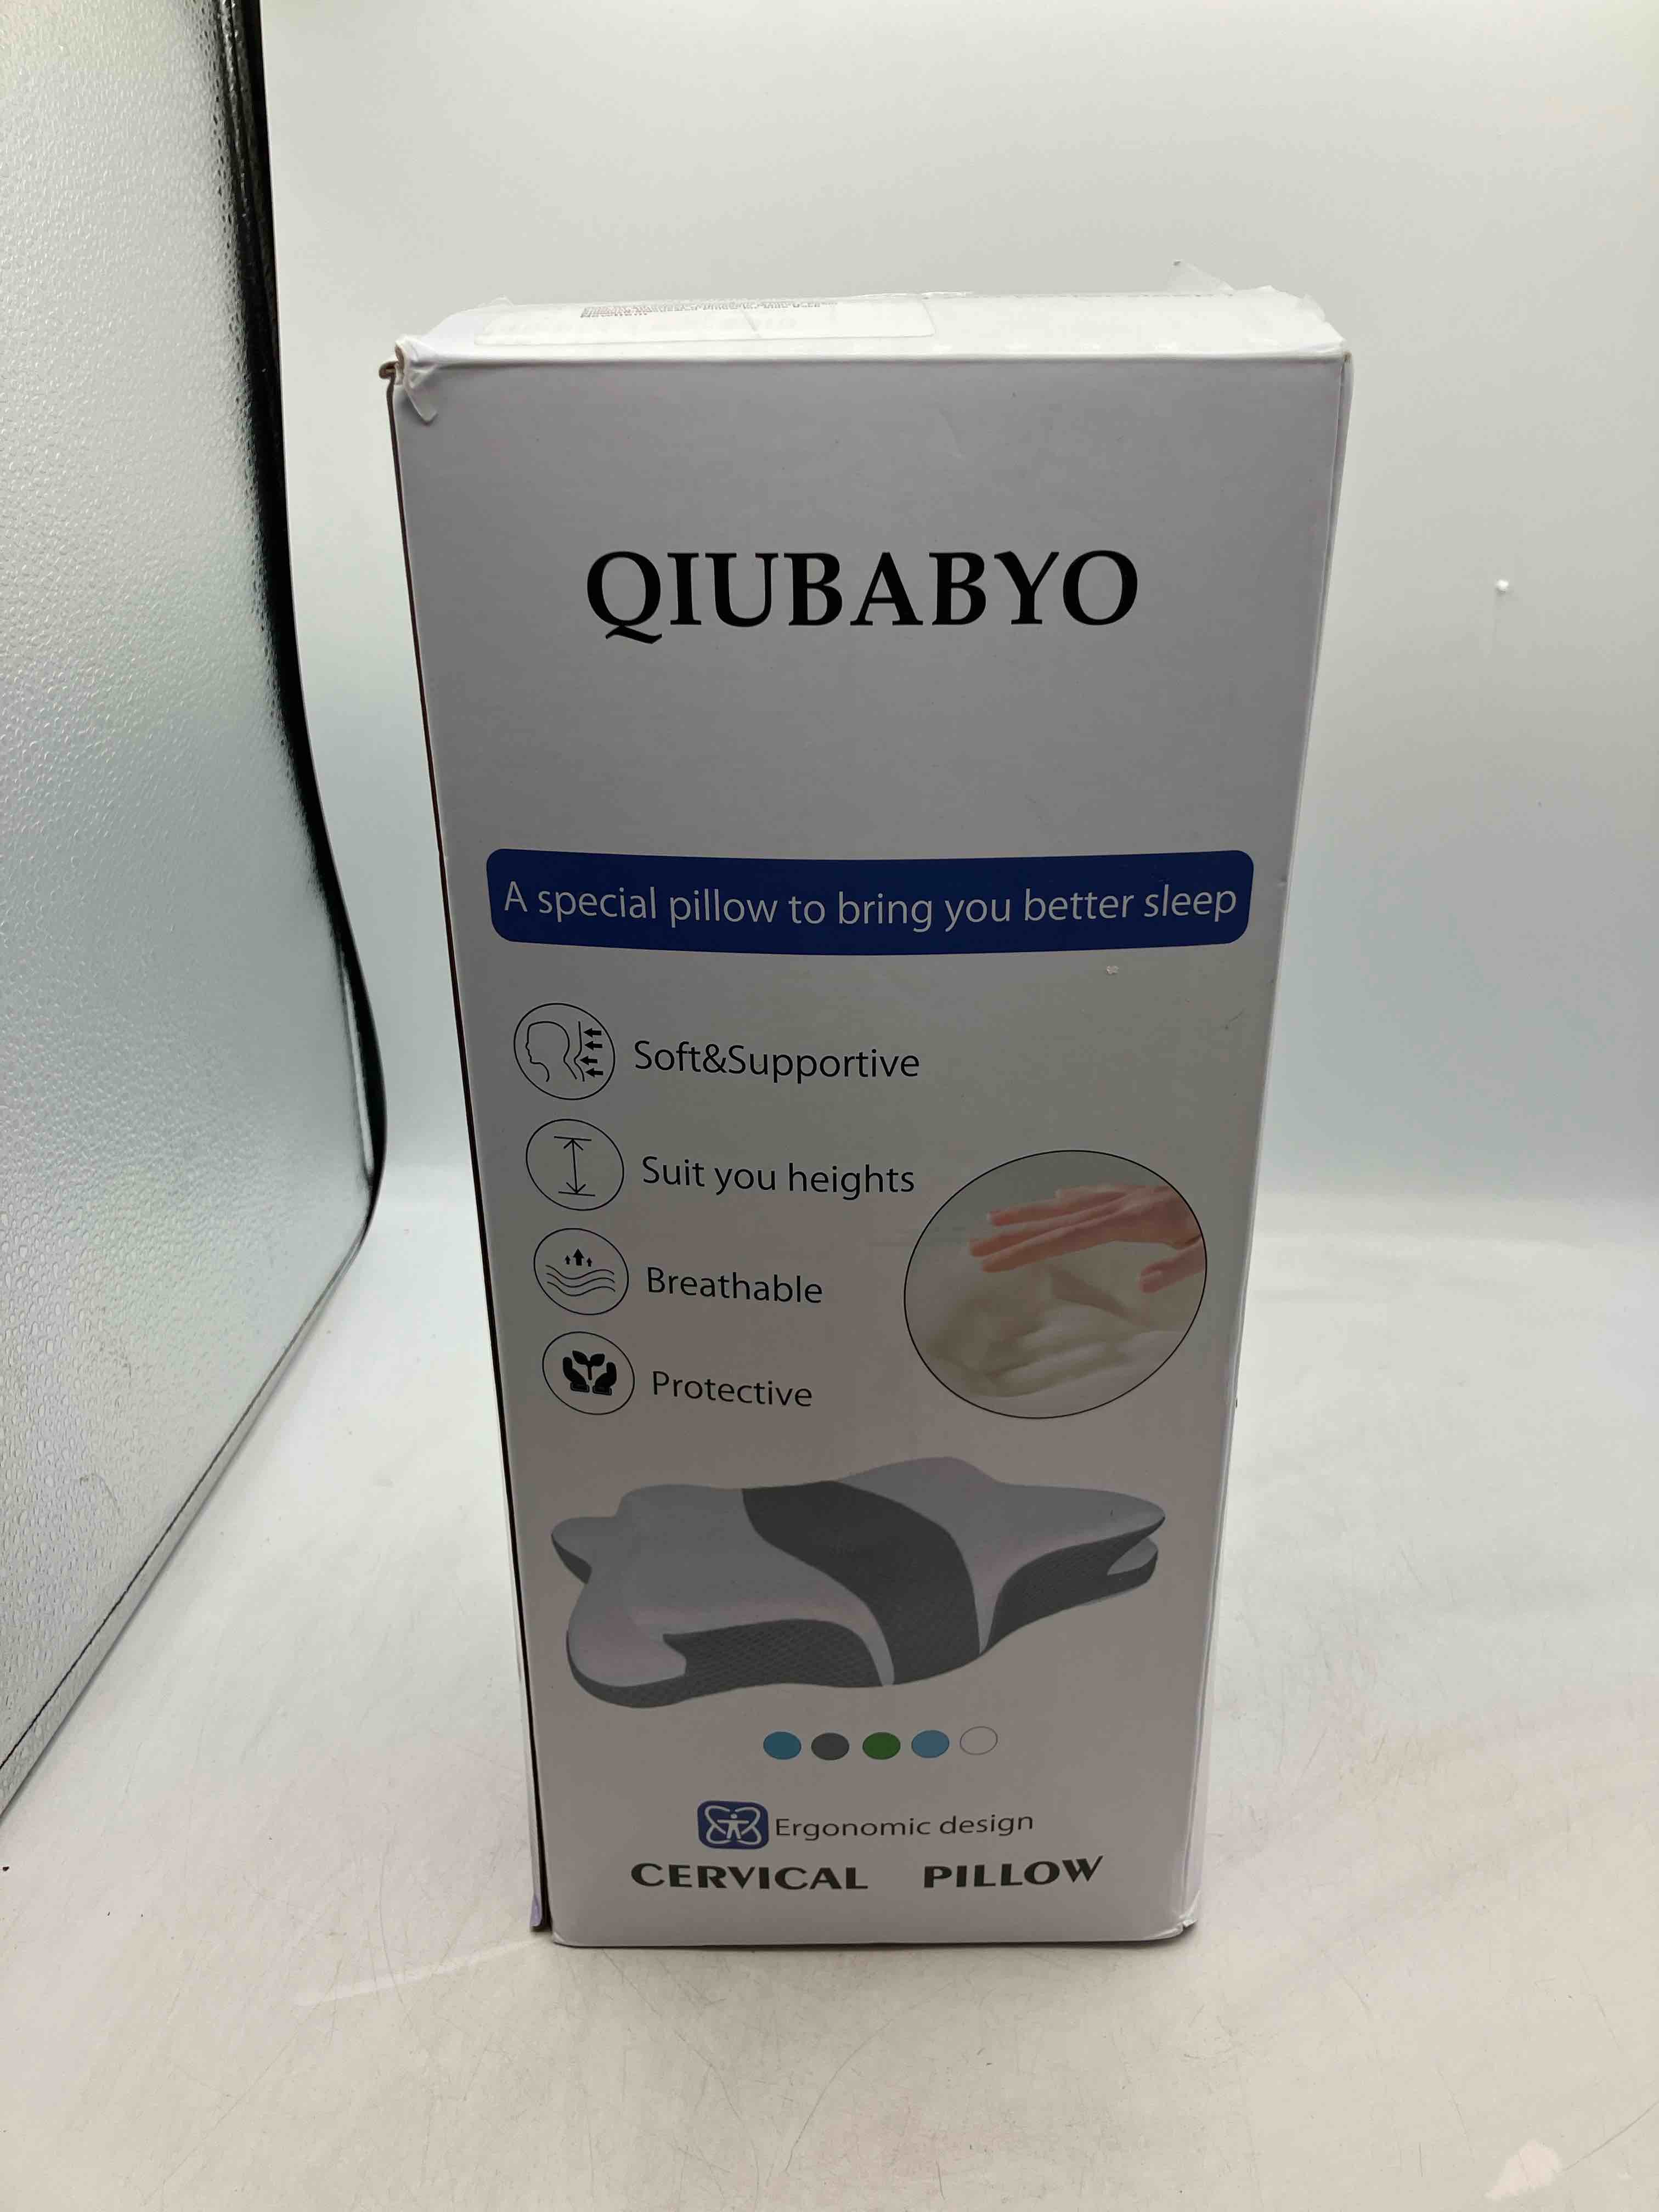 QIUBABYO
A special pillow to bring you better sleep
Soft&Supportive
Suit you heights
Breathable
Protective
Ergonomic design
CERVICAL PILLOW